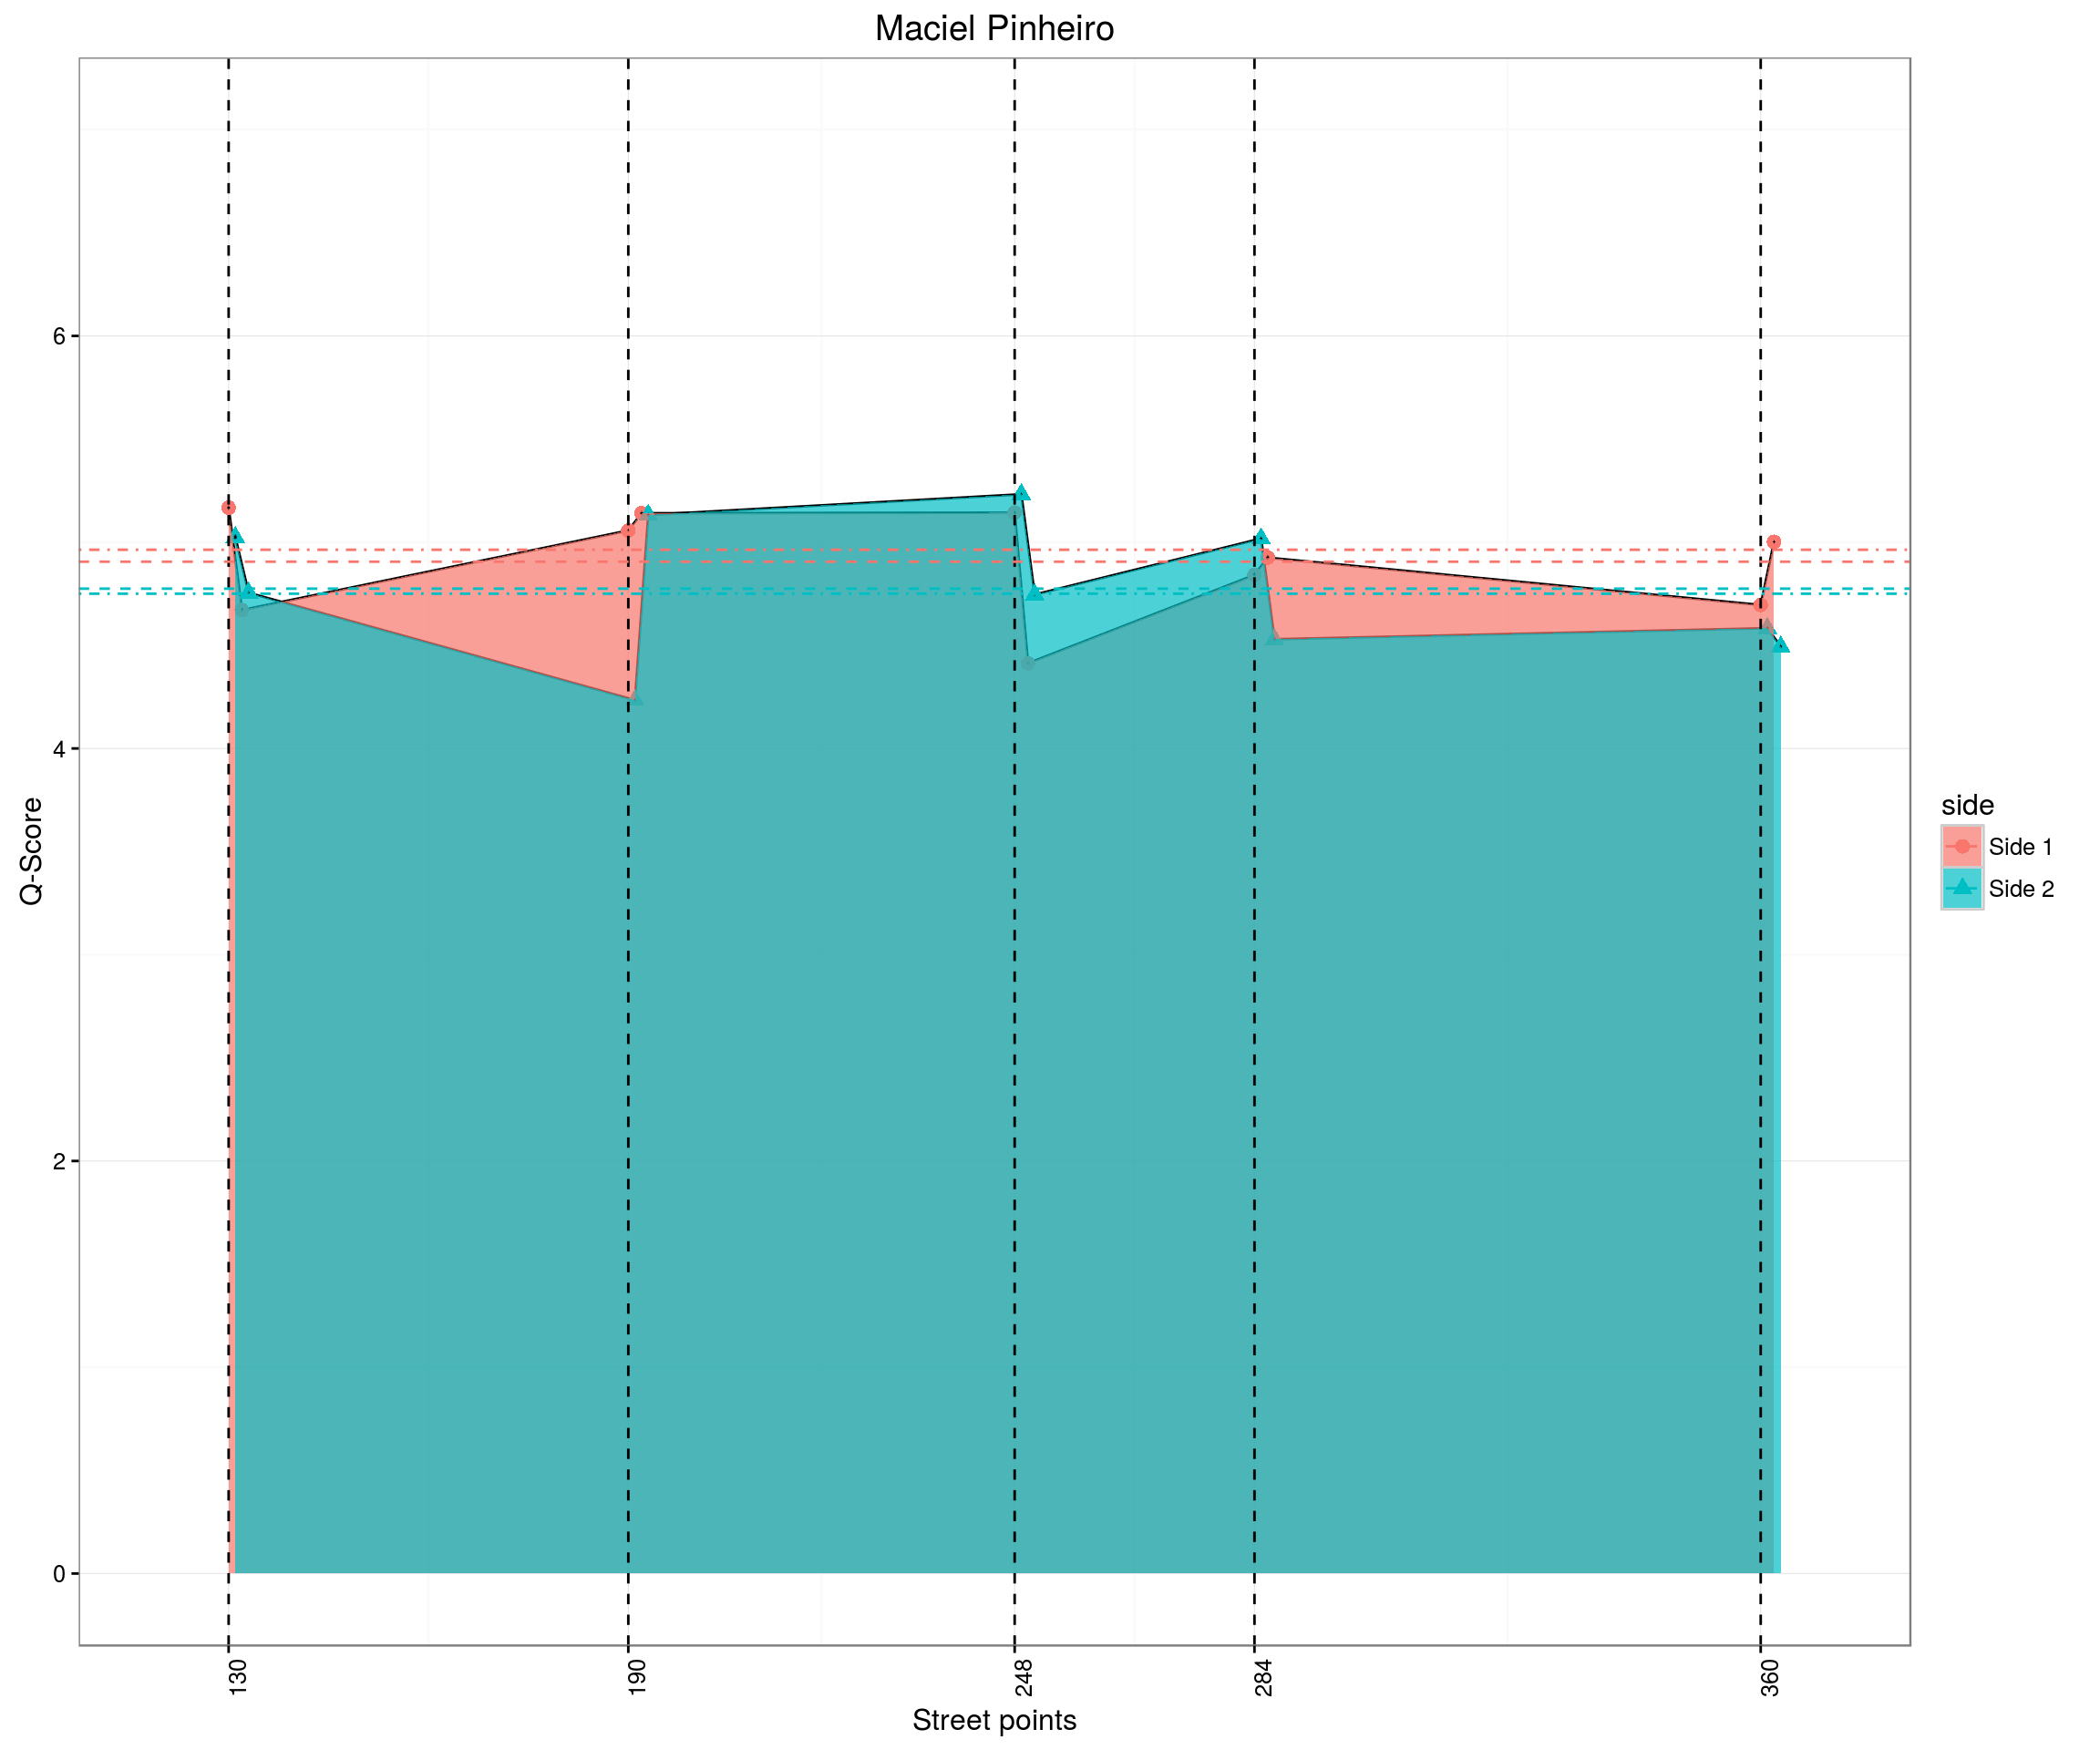 Maciel Pinheiro
Q-Score
6
4
2
0
130
190
248
284
360
Street points
side
Side 1
Side 2